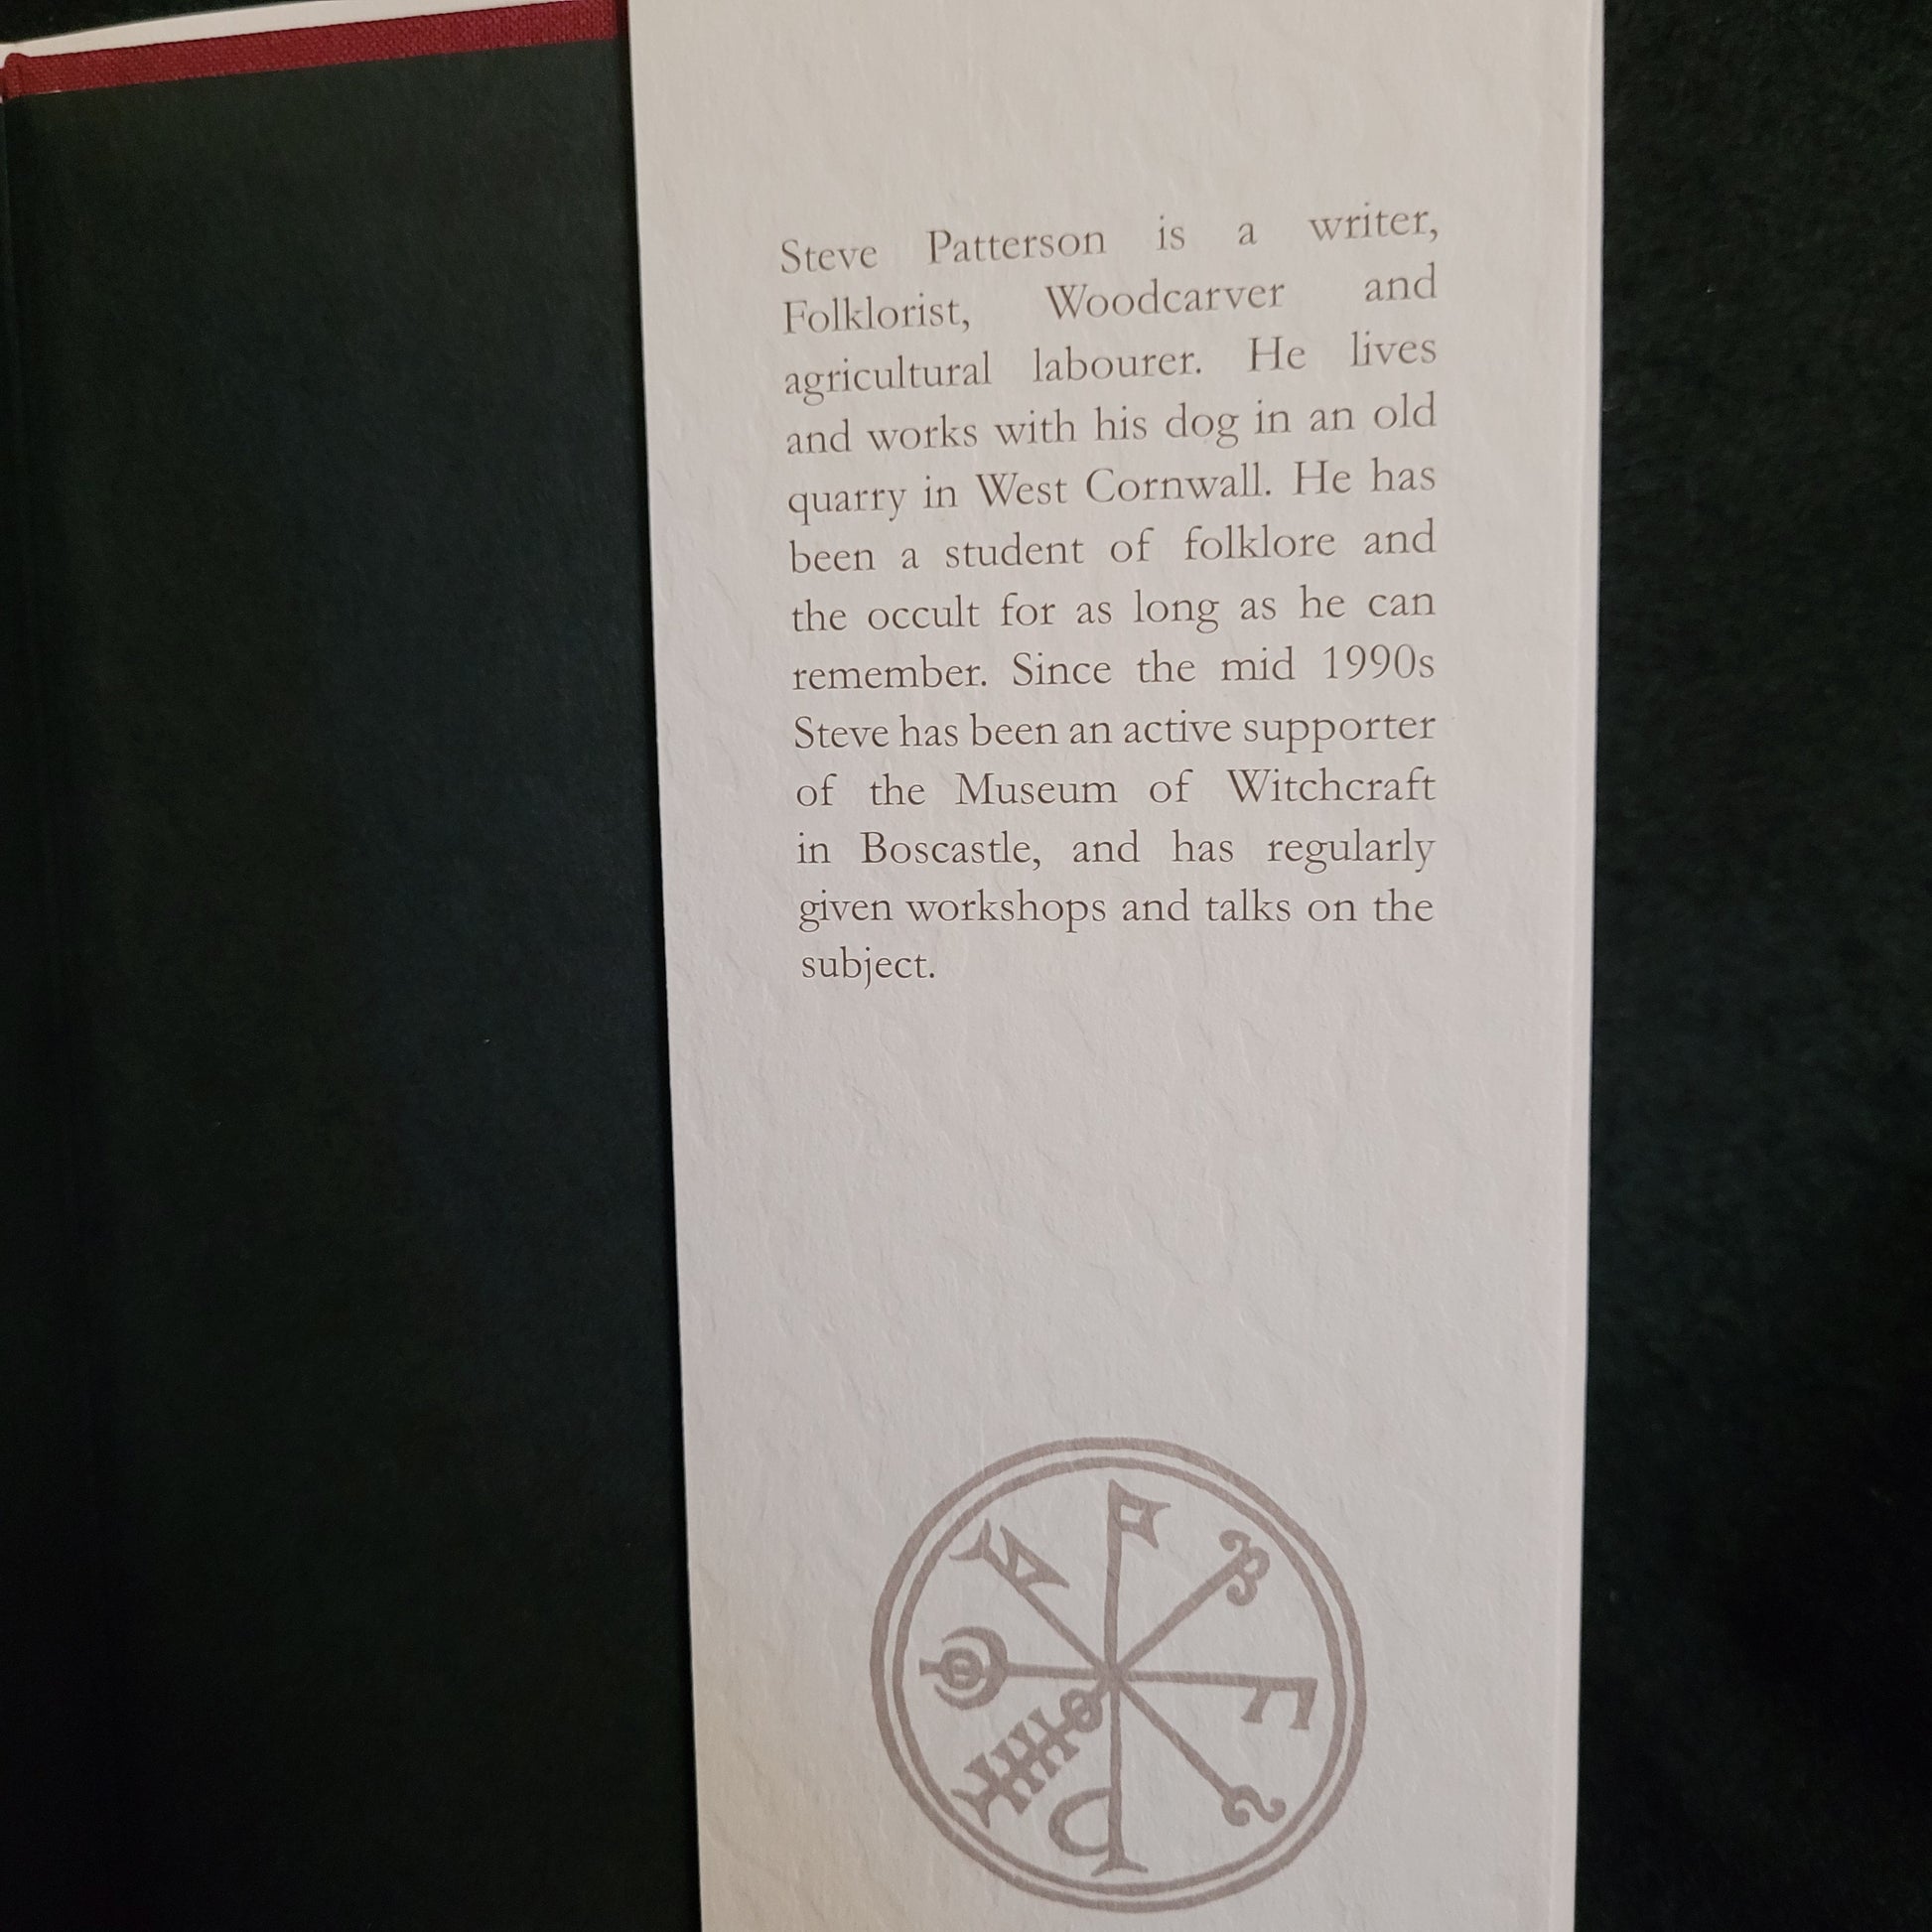 Steve Patterson is a writer,
Folklorist, Woodcarver and
agricultural labourer. He lives
and works with his dog in an old
quarry in West Cornwall. He has
been a student of folklore and
the occult for as long as he can
remember. Since the mid 1990s
Steve has been an active supporter
of the Museum of Witchcraft
in Boscastle, and has regularly
given workshops and talks on the
subject.